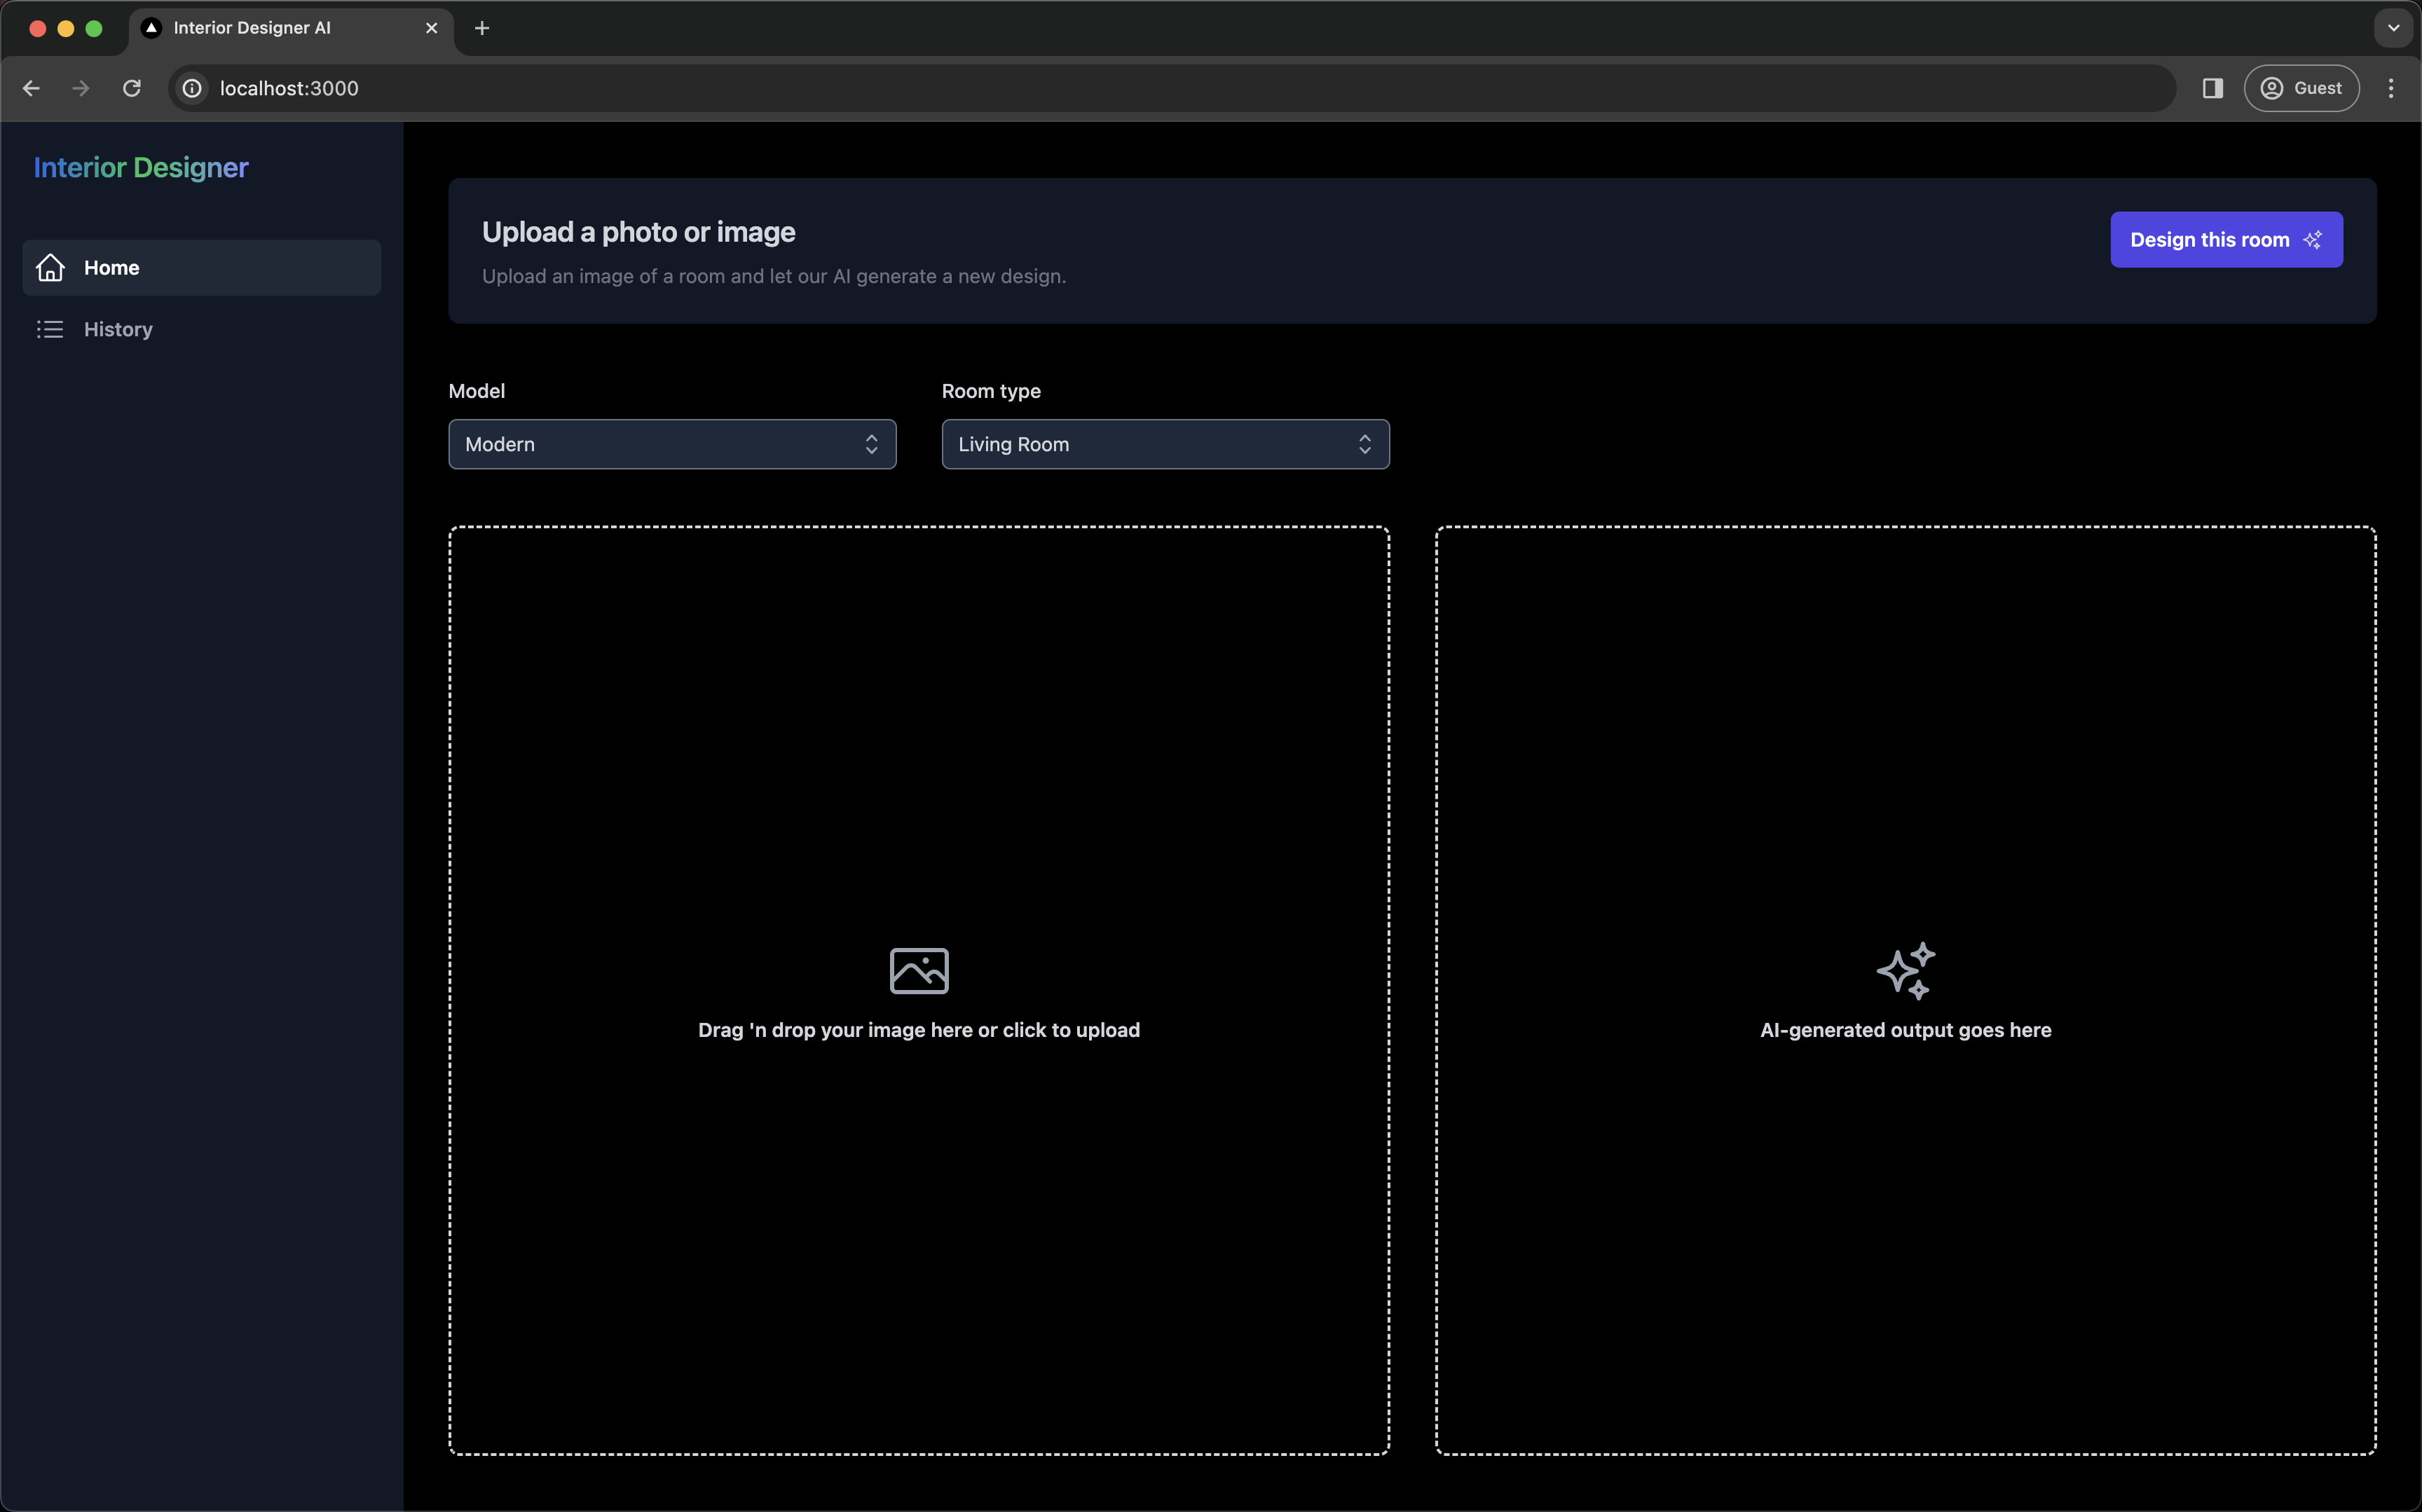 Interior Designer AI
localhost:3000
Guest
Interior Designer
Home
History
Upload a photo or image
Upload an image of a room and let our AI generate a new design.
Design this room
Model
Room type
Modern
Living Room
Drag 'n drop your image here or click to upload
AI-generated output goes here